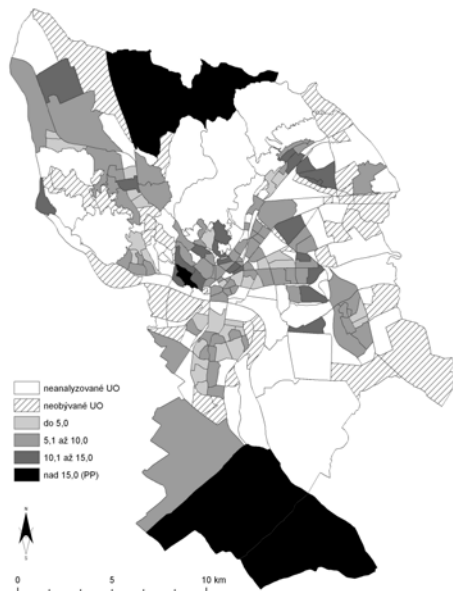 neanalyzované UO
neobývané UO
do 5,0
5,1 až 10,0
10,1 až 15,0
nad 15,0 (PP)
N
S
0 5 10 km